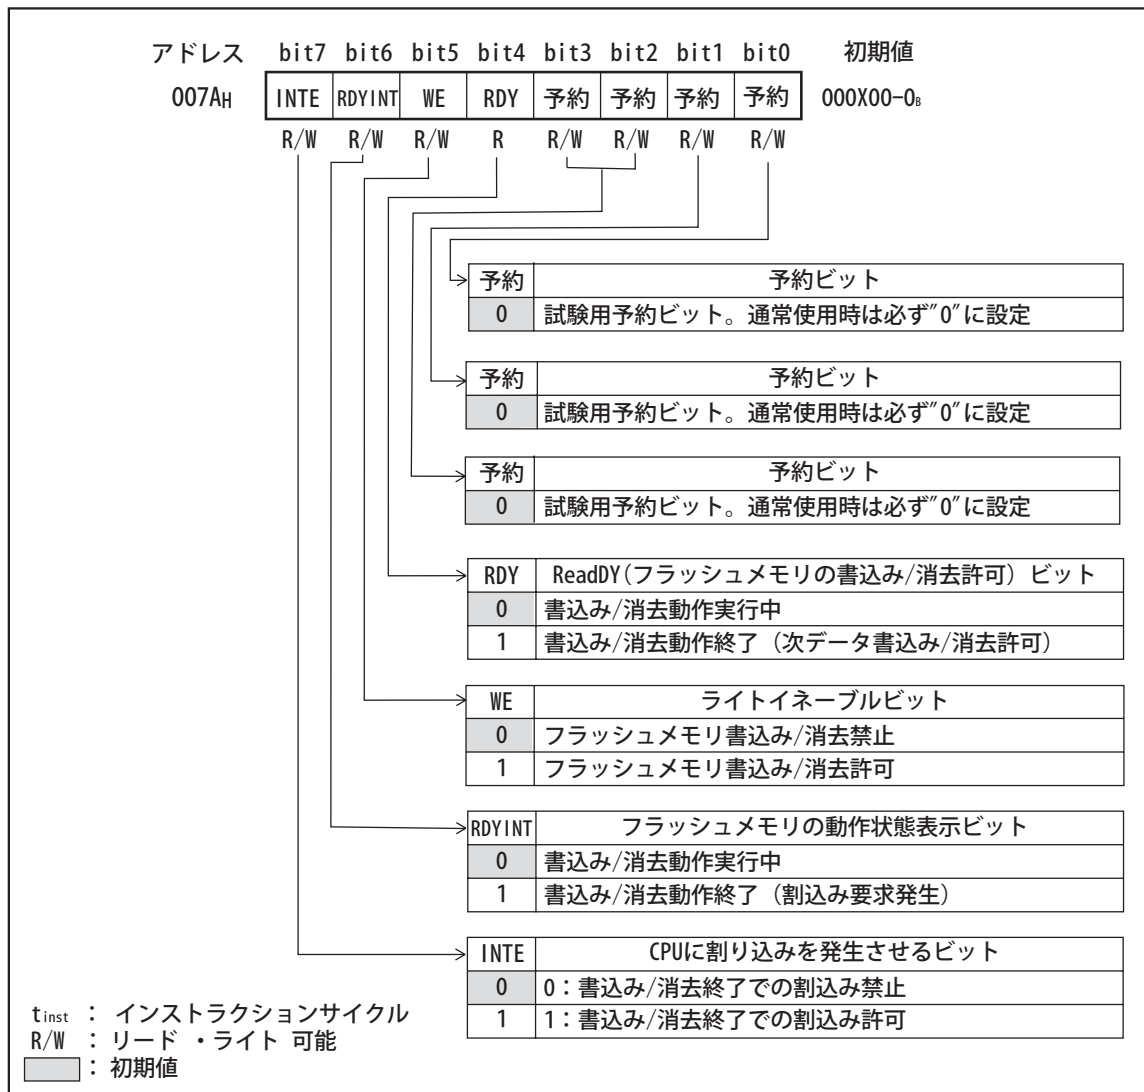 アドレス bit7 bit6 bit5 bit4 bit3 bit2 bit1 bit0 初期値
007AH INTE RDYINT WE RDY 予約 予約 予約 予約 000X00-0B
R/W R/W R/W R R/W R/W R/W R/W
予約 予約ビット
0 試験用予約ビット。通常使用時は必ず"0"に設定
予約 予約ビット
0 試験用予約ビット。通常使用時は必ず"0"に設定
予約 予約ビット
0 試験用予約ビット。通常使用時は必ず"0"に設定
RDY ReadDY(フラッシュメモリの書込み/消去許可) ビット
0 書込み/消去動作実行中
1 書込み/消去動作終了 (次データ書込み/消去許可)
WE ライトイネーブルビット
0 フラッシュメモリ書込み/消去禁止
1 フラッシュメモリ書込み/消去許可
RDYINT フラッシュメモリの動作状態表示ビット
0 書込み/消去動作実行中
1 書込み/消去動作終了 (割込み要求発生)
INTE CPUに割り込みを発生させるビット
0 0:書込み/消去終了での割込み禁止
1 1:書込み/消去終了での割込み許可
tinst : インストラクションサイクル
R/W : リード ・ライト 可能
: 初期値